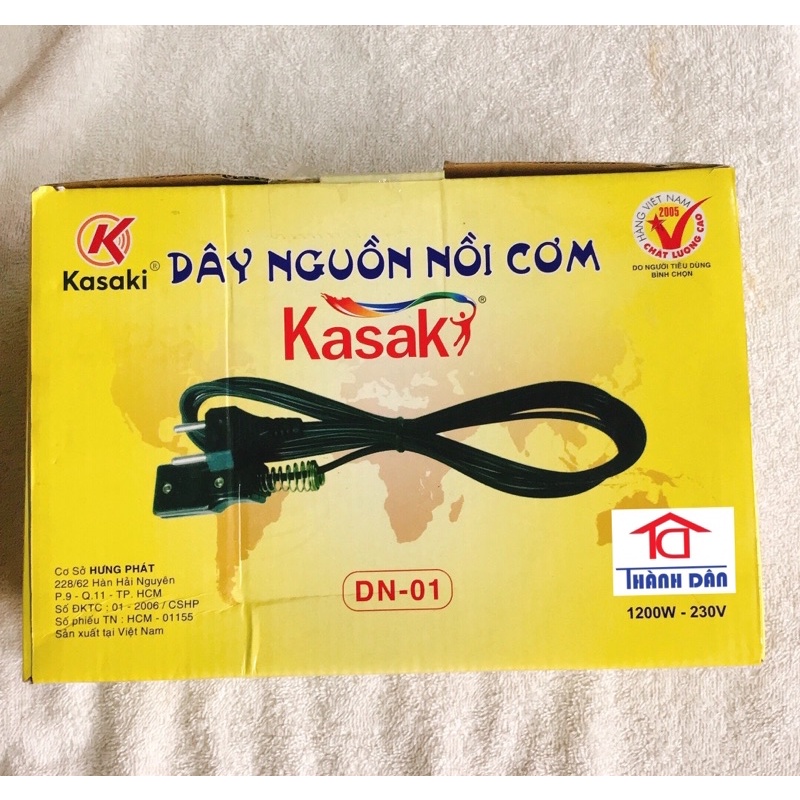 Kasaki®
DÂY NGUỒN NỒI CƠM
Kasaki®
HÀNG VIỆT NAM
2005
CHẤT LƯỢNG CAO
DO NGƯỜI TIÊU DÙNG
BÌNH CHỌN
Cơ Sở HƯNG PHÁT
228/62 Hàn Hải Nguyên
P.9 - Q.11 - TP. HCM
Số ĐKTC : 01 - 2006 / CSHP
Số phiếu TN : HCM - 01155
Sản xuất tại Việt Nam
DN-01
THÀNH DÂN
1200W - 230V